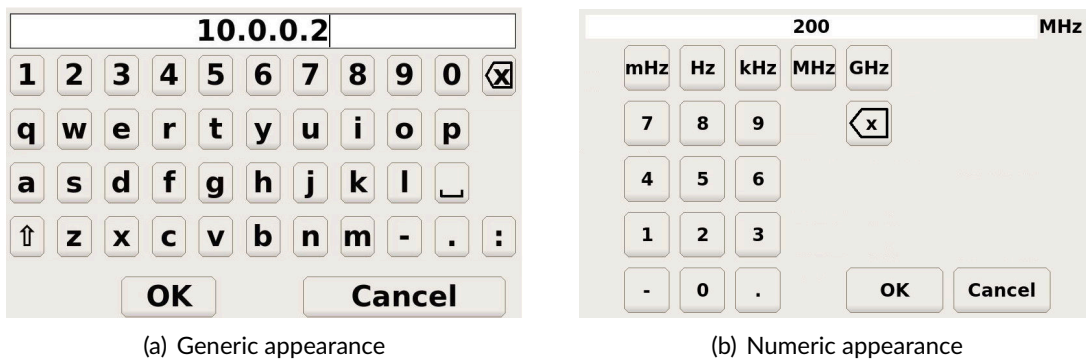 10.0.0.2
1 2 3 4 5 6 7 8 9 0 x
q w e r t y u i o p
a s d f g h j k l
⇧ z x c v b n m - . :
OK Cancel
(a) Generic appearance
200 MHz
mHz Hz kHz MHz GHz
7 8 9 x
4 5 6
1 2 3
- 0 . OK Cancel
(b) Numeric appearance